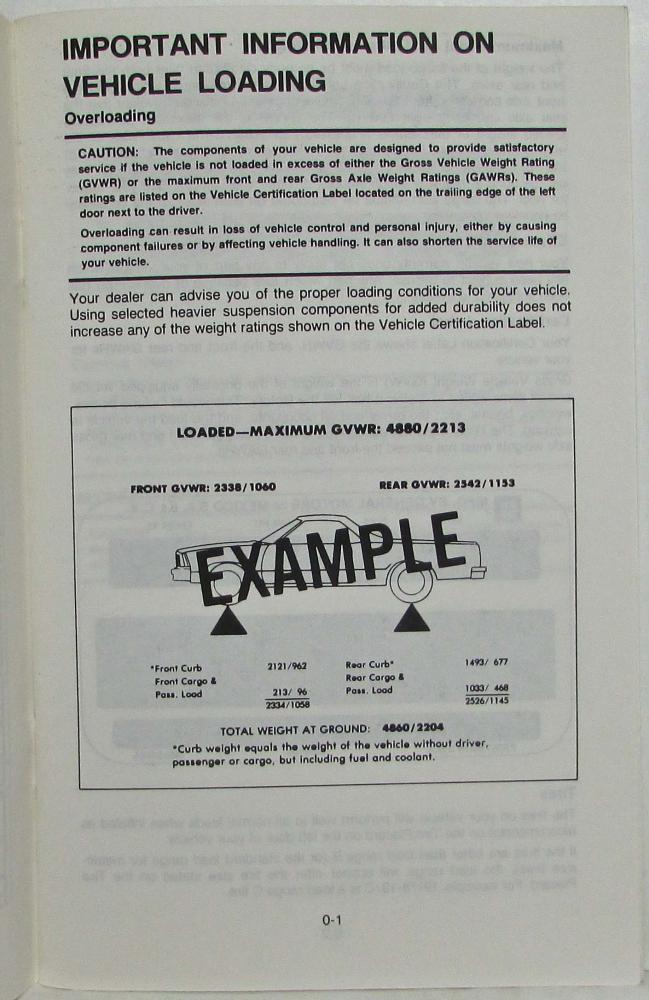 IMPORTANT INFORMATION ON
VEHICLE LOADING
Overloading
CAUTION: The components of your vehicle are designed to provide satisfactory
service if the vehicle is not loaded in excess of either the Gross Vehicle Weight Rating
(GVWR) or the maximum front and rear Gross Axle Weight Ratings (GAWRs). These
ratings are listed on the Vehicle Certification Label located on the trailing edge of the left
door next to the driver.
Overloading can result in loss of vehicle control and personal injury, either by causing
component failures or by affecting vehicle handling. It can also shorten the service life of
your vehicle.
Your dealer can advise you of the proper loading conditions for your vehicle.
Using selected heavier suspension components for added durability does not
increase any of the weight ratings shown on the Vehicle Certification Label.
LOADED—MAXIMUM GVWR: 4880/2213
FRONT GVWR: 2338/1060 REAR GVWR: 2542/1153
EXAMPLE
*Front Curb 2121/962 Rear Curb* 1493/ 677
Front Cargo & Rear Cargo &
Pass. Load 213/ 96 Pass. Load 1033/ 468
2334/1058 2526/1145
TOTAL WEIGHT AT GROUND: 4860/2204
*Curb weight equals the weight of the vehicle without driver,
passenger or cargo, but including fuel and coolant.
0-1